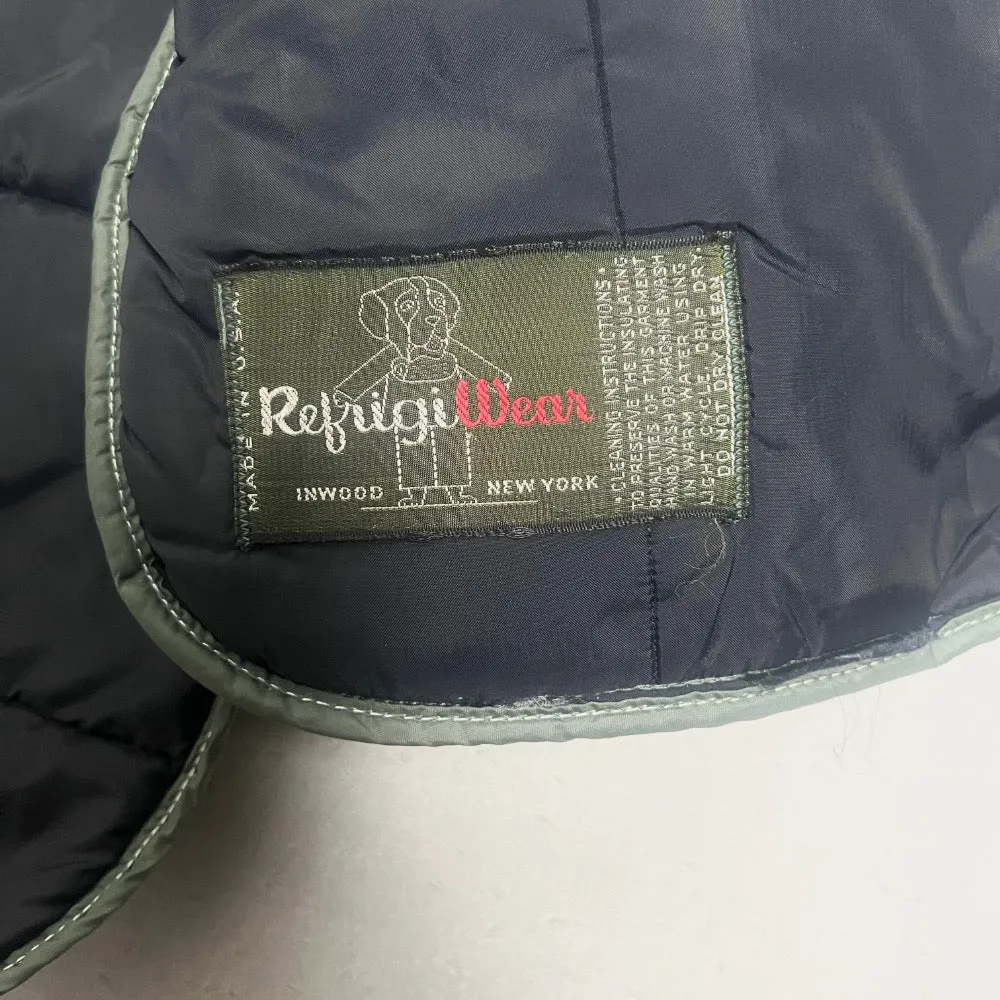 MADE IN U.S.A.
RefrigiWear
INWOOD NEW YORK
*CLEANING INSTRUCTIONS*
TO PRESERVE THE INSULATING
QUALITIES OF THIS GARMENT
HAND WASH OR MACHINE WASH
IN WARM WATER USING
LIGHT CYCLE. DRIP DRY.
DO NOT DRY CLEAN